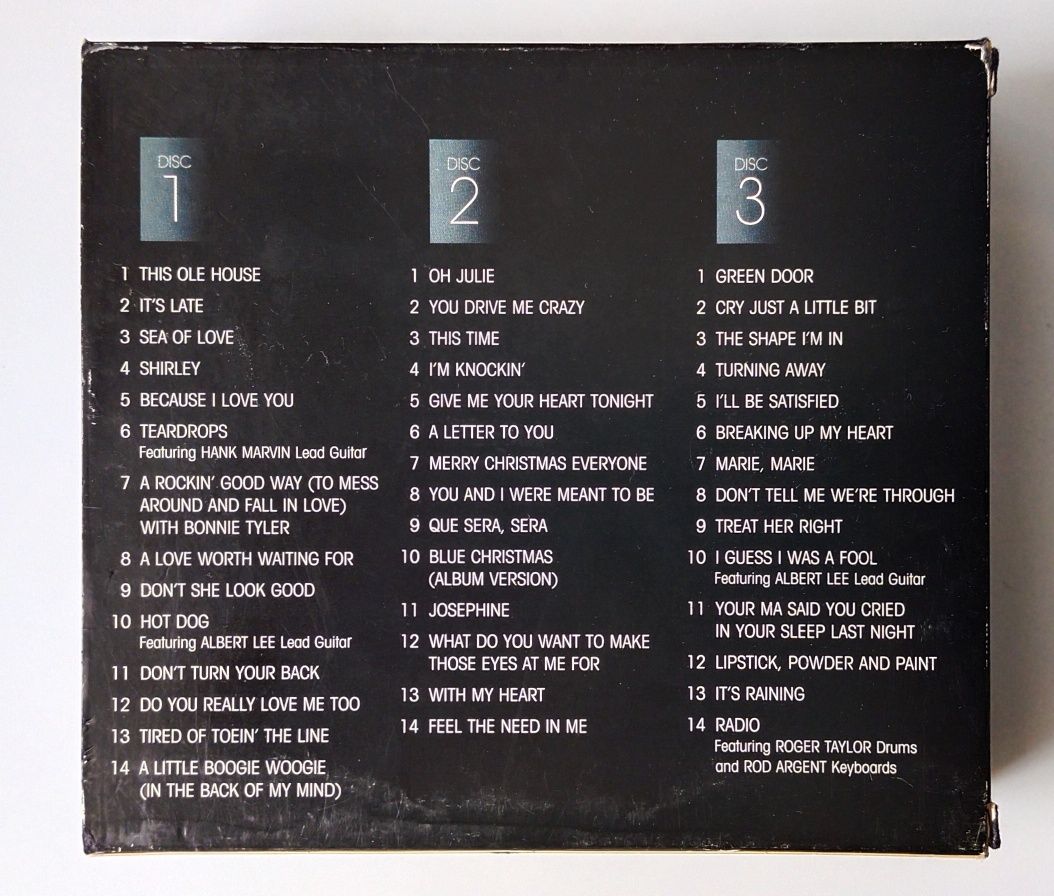 DISC
1
1 THIS OLE HOUSE
2 IT'S LATE
3 SEA OF LOVE
4 SHIRLEY
5 BECAUSE I LOVE YOU
6 TEARDROPS
Featuring HANK MARVIN Lead Guitar
7 A ROCKIN' GOOD WAY (TO MESS
AROUND AND FALL IN LOVE)
WITH BONNIE TYLER
8 A LOVE WORTH WAITING FOR
9 DON'T SHE LOOK GOOD
10 HOT DOG
Featuring ALBERT LEE Lead Guitar
11 DON'T TURN YOUR BACK
12 DO YOU REALLY LOVE ME TOO
13 TIRED OF TOEIN' THE LINE
14 A LITTLE BOOGIE WOOGIE
(IN THE BACK OF MY MIND)
DISC
2
1 OH JULIE
2 YOU DRIVE ME CRAZY
3 THIS TIME
4 I'M KNOCKIN'
5 GIVE ME YOUR HEART TONIGHT
6 A LETTER TO YOU
7 MERRY CHRISTMAS EVERYONE
8 YOU AND I WERE MEANT TO BE
9 QUE SERA, SERA
10 BLUE CHRISTMAS
(ALBUM VERSION)
11 JOSEPHINE
12 WHAT DO YOU WANT TO MAKE
THOSE EYES AT ME FOR
13 WITH MY HEART
14 FEEL THE NEED IN ME
DISC
3
1 GREEN DOOR
2 CRY JUST A LITTLE BIT
3 THE SHAPE I'M IN
4 TURNING AWAY
5 I'LL BE SATISFIED
6 BREAKING UP MY HEART
7 MARIE, MARIE
8 DON'T TELL ME WE'RE THROUGH
9 TREAT HER RIGHT
10 I GUESS I WAS A FOOL
Featuring ALBERT LEE Lead Guitar
11 YOUR MA SAID YOU CRIED
IN YOUR SLEEP LAST NIGHT
12 LIPSTICK, POWDER AND PAINT
13 IT'S RAINING
14 RADIO
Featuring ROGER TAYLOR Drums
and ROD ARGENT Keyboards